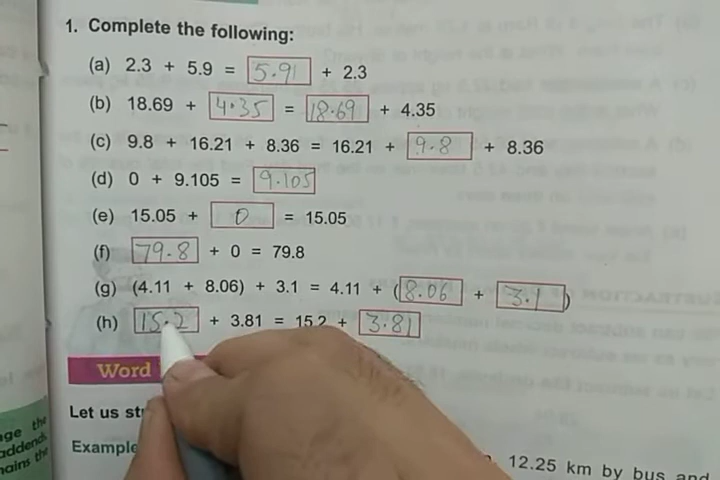 1. Complete the following:
(a) 2.3 + 5.9 = 5.91 + 2.3
(b) 18.69 + 4.35 = 18.69 + 4.35
(c) 9.8 + 16.21 + 8.36 = 16.21 + 9.8 + 8.36
(d) 0 + 9.105 = 9.105
(e) 15.05 + 0 = 15.05
(f) 79.8 + 0 = 79.8
(g) (4.11 + 8.06) + 3.1 = 4.11 + (8.06 + 3.1)
(h) 15.2 + 3.81 = 15.2 + 3.81
Word
Let us
Example
12.25 km by bus and
the
addends
the